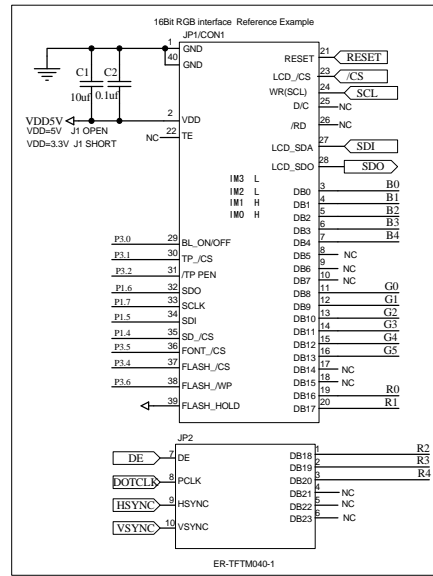 16Bit RGB interface Reference Example
JP1/CON1
1 GND
40 GND
C1 C2
10uf 0.1uf
VDD5V 2 VDD
VDD=5V J1 OPEN
VDD=3.3V J1 SHORT
NC 22 TE
RESET 21 RESET
LCD_/CS 23 /CS
WR(SCL) 24 SCL
D/C 25 NC
/RD 26 NC
LCD_SDA 27 SDI
LCD_SDO 28 SDO
IM3 L
IM2 L
IM1 H
IM0 H
DB0 3 B0
DB1 4 B1
DB2 5 B2
DB3 6 B3
DB4 7 B4
DB5 8 NC
DB6 9 NC
DB7 10 NC
DB8 11 G0
DB9 12 G1
DB10 13 G2
DB11 14 G3
DB12 15 G4
DB13 16 G5
DB14 17 NC
DB15 18 NC
DB16 19 R0
DB17 20 R1
P3.0 29 BL_ON/OFF
P3.1 30 TP_/CS
P3.2 31 /TP PEN
P1.6 32 SDO
P1.7 33 SCLK
P1.5 34 SDI
P1.4 35 SD_/CS
P3.5 36 FONT_/CS
P3.4 37 FLASH_/CS
P3.6 38 FLASH_/WP
39 FLASH_HOLD
JP2
DE 7 DE
DOTCLK 8 PCLK
HSYNC 9 HSYNC
VSYNC 10 VSYNC
DB18 1 R2
DB19 2 R3
DB20 3 R4
DB21 4 NC
DB22 5 NC
DB23 6 NC
ER-TFTM040-1